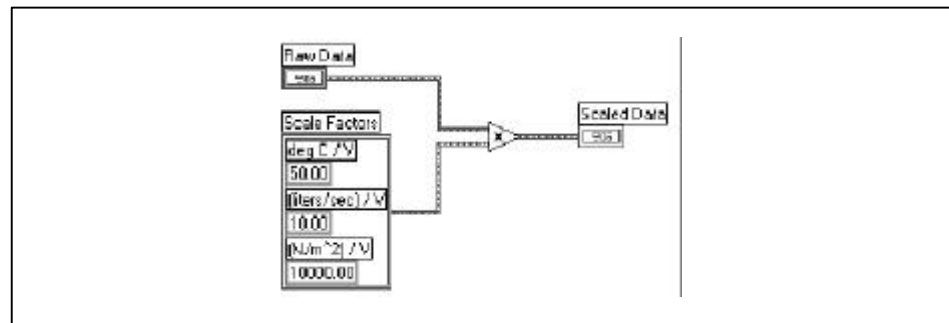 Raw Data
Scale Factors
deg C / V
50.00
(liters/sec) / V
10.00
(N/m^2) / V
10000.00
x
Scaled Data